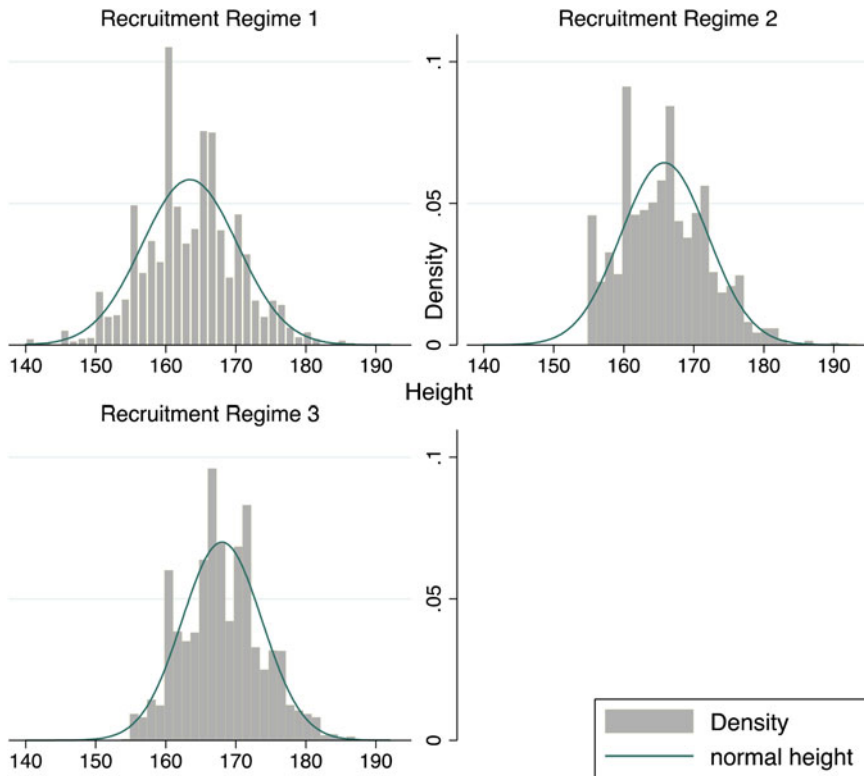 Recruitment Regime 1
Recruitment Regime 2
.1
.05
0
Density
140 150 160 170 180 190
140 150 160 170 180 190
Height
Recruitment Regime 3
.1
.05
0
140 150 160 170 180 190
Density
normal height